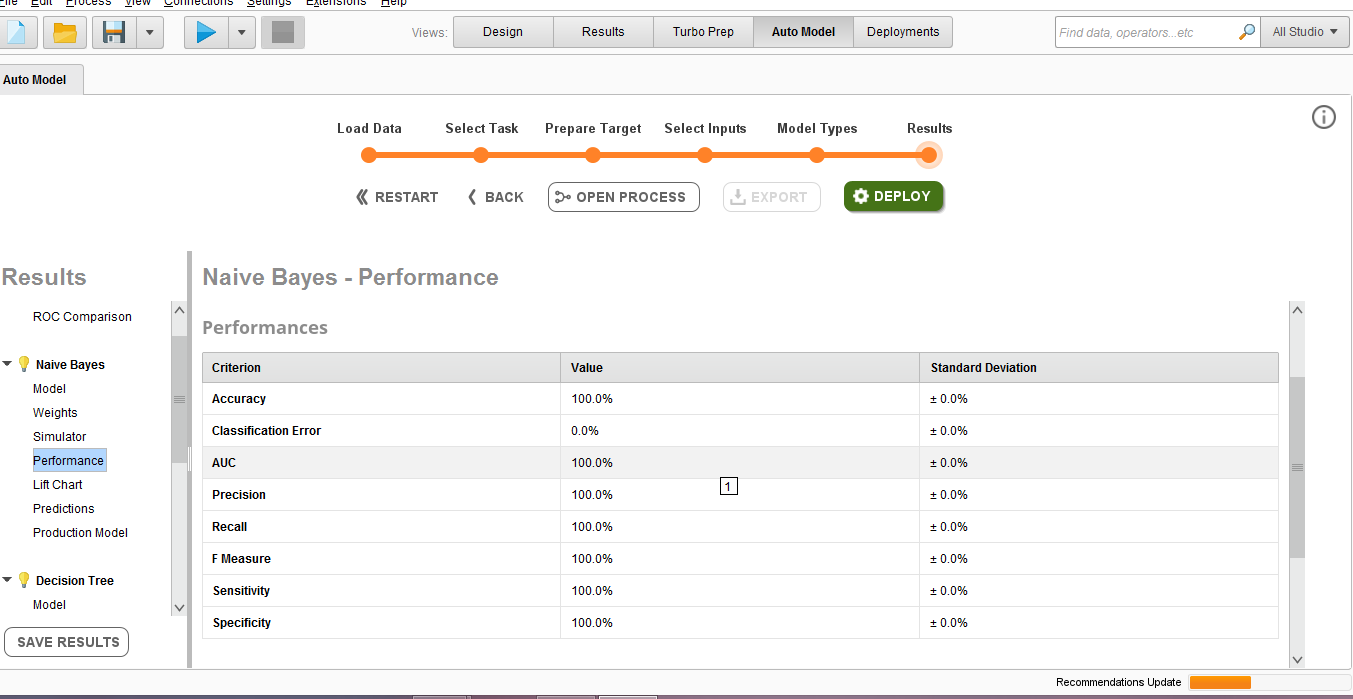 File Edit Process View Connections Settings Extensions Help
Views: Design Results Turbo Prep Auto Model Deployments Find data, operators...etc All Studio
Auto Model
Load Data Select Task Prepare Target Select Inputs Model Types Results
RESTART BACK OPEN PROCESS EXPORT DEPLOY
Results
ROC Comparison
Naive Bayes
Model
Weights
Simulator
Performance
Lift Chart
Predictions
Production Model
Decision Tree
Model
SAVE RESULTS
Naive Bayes - Performance
Performances
Criterion Value Standard Deviation
Accuracy 100.0% ± 0.0%
Classification Error 0.0% ± 0.0%
AUC 100.0% ± 0.0%
1
Precision 100.0% ± 0.0%
Recall 100.0% ± 0.0%
F Measure 100.0% ± 0.0%
Sensitivity 100.0% ± 0.0%
Specificity 100.0% ± 0.0%
Recommendations Update